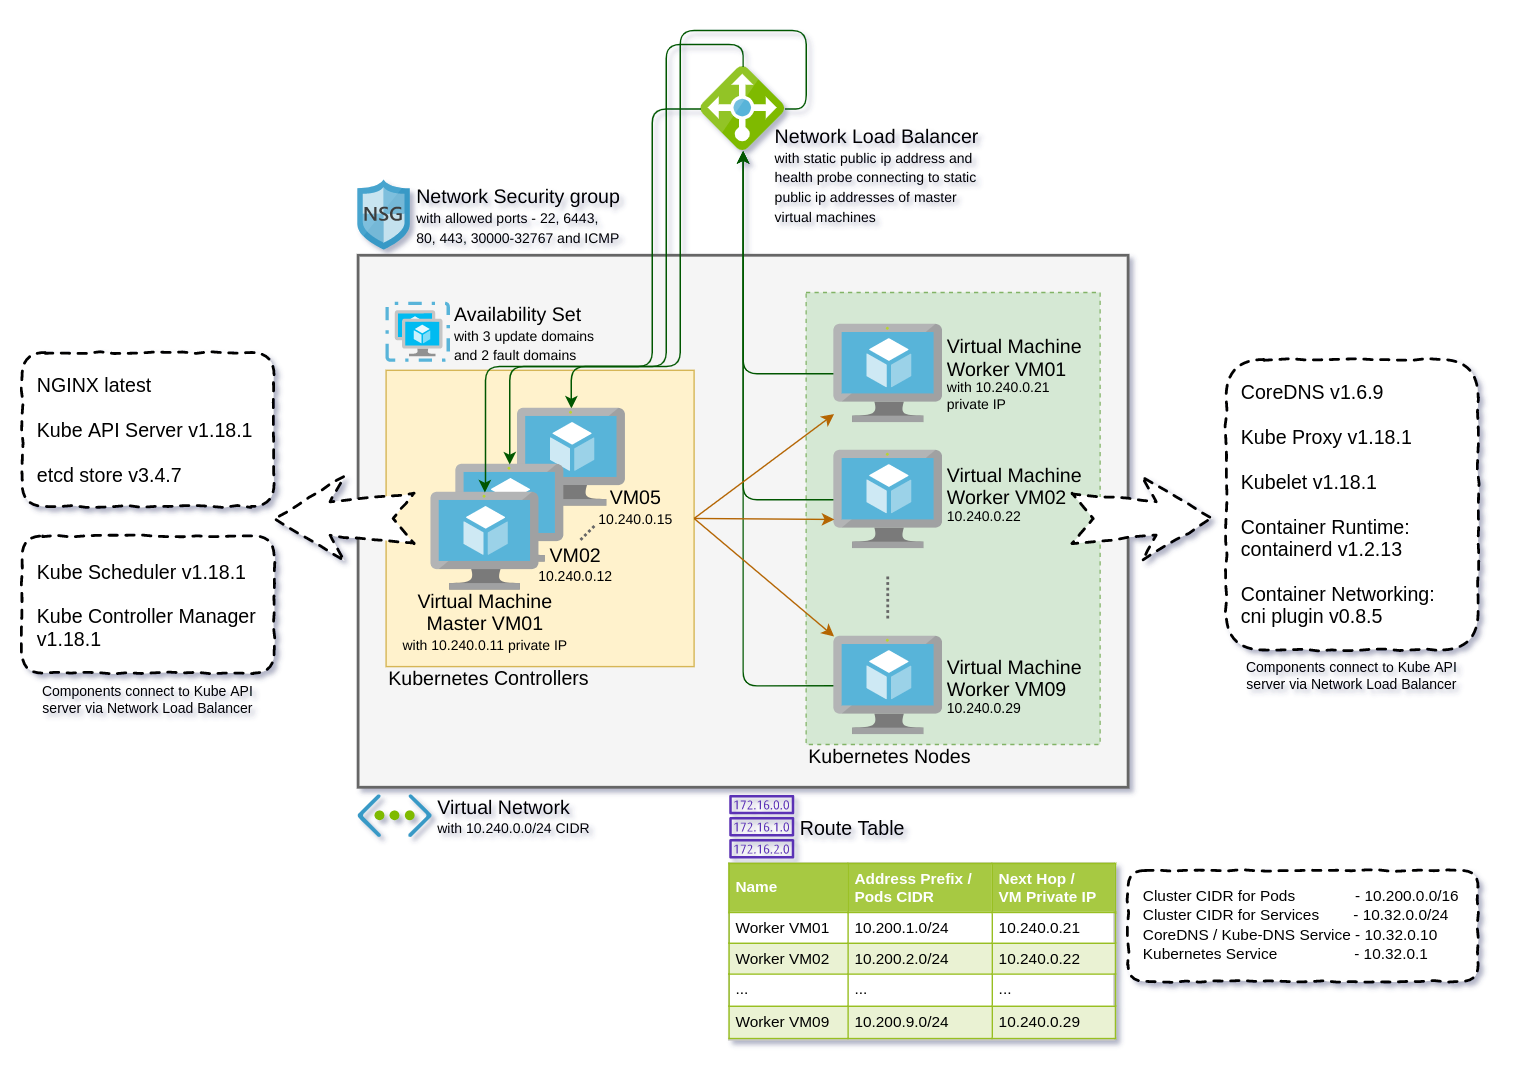 Network Load Balancer
with static public ip address and
health probe connecting to static
public ip addresses of master
virtual machines
NSG
Network Security group
with allowed ports - 22, 6443,
80, 443, 30000-32767 and ICMP
Availability Set
with 3 update domains
and 2 fault domains
NGINX latest
Kube API Server v1.18.1
etcd store v3.4.7
Kube Scheduler v1.18.1
Kube Controller Manager
v1.18.1
Components connect to Kube API
server via Network Load Balancer
VM05
10.240.0.15
VM02
10.240.0.12
Virtual Machine
Master VM01
with 10.240.0.11 private IP
Kubernetes Controllers
Virtual Machine
Worker VM01
with 10.240.0.21
private IP
Virtual Machine
Worker VM02
10.240.0.22
Virtual Machine
Worker VM09
10.240.0.29
Kubernetes Nodes
CoreDNS v1.6.9
Kube Proxy v1.18.1
Kubelet v1.18.1
Container Runtime:
containerd v1.2.13
Container Networking:
cni plugin v0.8.5
Components connect to Kube API
server via Network Load Balancer
Virtual Network
with 10.240.0.0/24 CIDR
172.16.0.0
172.16.1.0
172.16.2.0
Route Table
Name Address Prefix / Pods CIDR Next Hop / VM Private IP
Worker VM01 10.200.1.0/24 10.240.0.21
Worker VM02 10.200.2.0/24 10.240.0.22
... ... ...
Worker VM09 10.200.9.0/24 10.240.0.29
Cluster CIDR for Pods - 10.200.0.0/16
Cluster CIDR for Services - 10.32.0.0/24
CoreDNS / Kube-DNS Service - 10.32.0.10
Kubernetes Service - 10.32.0.1